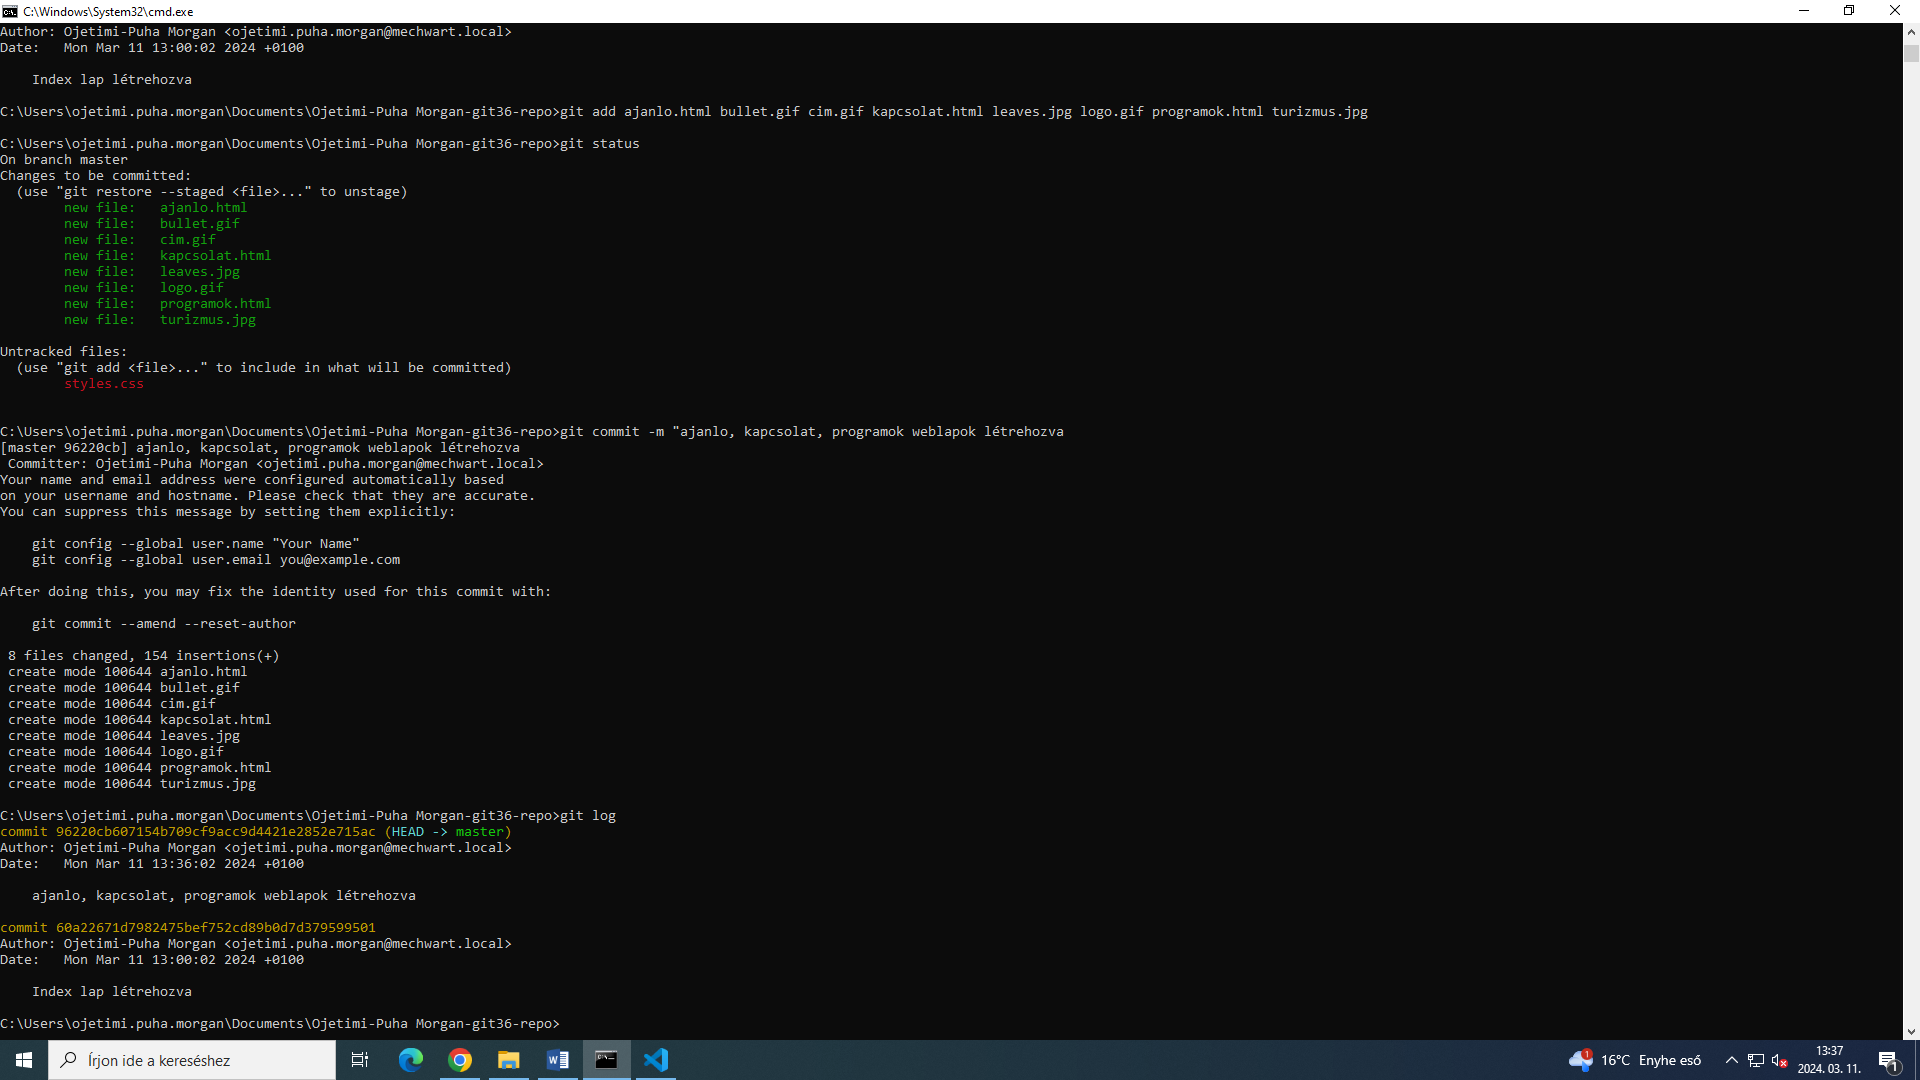 C:\Windows\System32\cmd.exe
Author: Ojetimi-Puha Morgan <ojetimi.puha.morgan@mechwart.local>
Date:   Mon Mar 11 13:00:02 2024 +0100
    Index lap létrehozva
C:\Users\ojetimi.puha.morgan\Documents\Ojetimi-Puha Morgan-git36-repo>git add ajanlo.html bullet.gif cim.gif kapcsolat.html leaves.jpg logo.gif programok.html turizmus.jpg
C:\Users\ojetimi.puha.morgan\Documents\Ojetimi-Puha Morgan-git36-repo>git status
On branch master
Changes to be committed:
  (use "git restore --staged <file>..." to unstage)
        new file:   ajanlo.html
        new file:   bullet.gif
        new file:   cim.gif
        new file:   kapcsolat.html
        new file:   leaves.jpg
        new file:   logo.gif
        new file:   programok.html
        new file:   turizmus.jpg
Untracked files:
  (use "git add <file>..." to include in what will be committed)
        styles.css
C:\Users\ojetimi.puha.morgan\Documents\Ojetimi-Puha Morgan-git36-repo>git commit -m "ajanlo, kapcsolat, programok weblapok létrehozva
[master 96220cb] ajanlo, kapcsolat, programok weblapok létrehozva
 Committer: Ojetimi-Puha Morgan <ojetimi.puha.morgan@mechwart.local>
Your name and email address were configured automatically based
on your username and hostname. Please check that they are accurate.
You can suppress this message by setting them explicitly:
    git config --global user.name "Your Name"
    git config --global user.email you@example.com
After doing this, you may fix the identity used for this commit with:
    git commit --amend --reset-author
 8 files changed, 154 insertions(+)
 create mode 100644 ajanlo.html
 create mode 100644 bullet.gif
 create mode 100644 cim.gif
 create mode 100644 kapcsolat.html
 create mode 100644 leaves.jpg
 create mode 100644 logo.gif
 create mode 100644 programok.html
 create mode 100644 turizmus.jpg
C:\Users\ojetimi.puha.morgan\Documents\Ojetimi-Puha Morgan-git36-repo>git log
commit 96220cb607154b709cf9acc9d4421e2852e715ac (HEAD -> master)
Author: Ojetimi-Puha Morgan <ojetimi.puha.morgan@mechwart.local>
Date:   Mon Mar 11 13:36:02 2024 +0100
    ajanlo, kapcsolat, programok weblapok létrehozva
commit 60a22671d7982475bef752cd89b0d7d379599501
Author: Ojetimi-Puha Morgan <ojetimi.puha.morgan@mechwart.local>
Date:   Mon Mar 11 13:00:02 2024 +0100
    Index lap létrehozva
C:\Users\ojetimi.puha.morgan\Documents\Ojetimi-Puha Morgan-git36-repo>
Írjon ide a kereséshez
1
16°C Enyhe eső
13:37
2024. 03. 11.
1